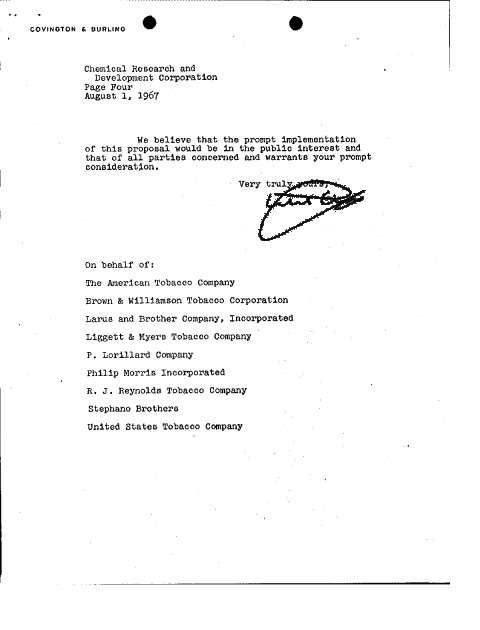 COVINGTON & BURLING
Chemical Research and
Development Corporation
Page Four
August 1, 1967
We believe that the prompt implementation
of this proposal would be in the public interest and
that of all parties concerned and warrants your prompt
consideration.
Very truly yours,
On behalf of:
The American Tobacco Company
Brown & Williamson Tobacco Corporation
Larus and Brother Company, Incorporated
Liggett & Myers Tobacco Company
P. Lorillard Company
Philip Morris Incorporated
R. J. Reynolds Tobacco Company
Stephano Brothers
United States Tobacco Company